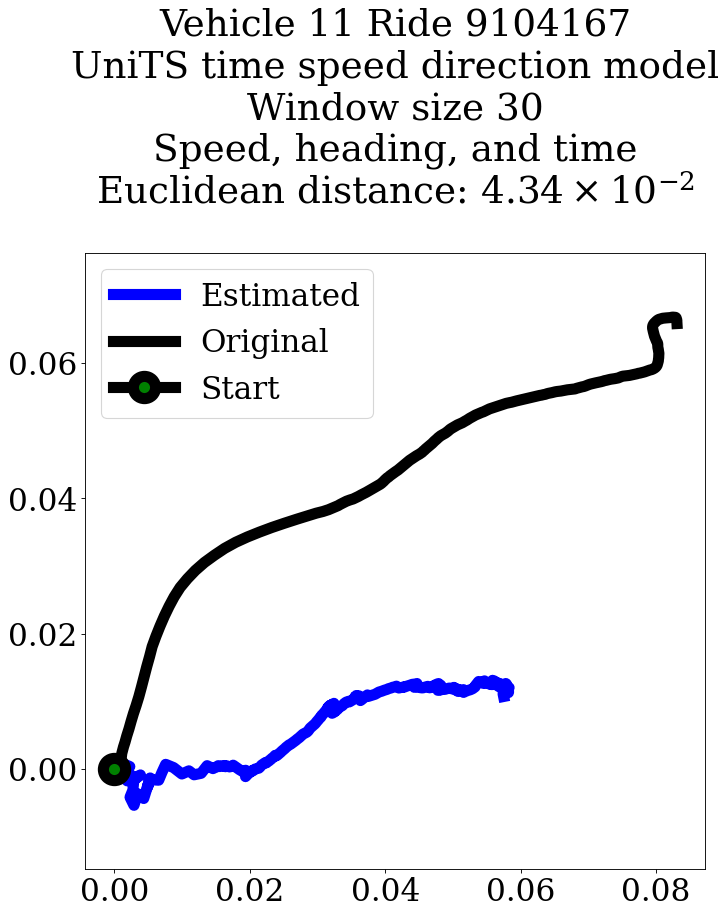 Vehicle 11 Ride 9104167
UniTS time speed direction model
Window size 30
Speed, heading, and time
Euclidean distance: 4.34 × 10⁻²
Estimated
Original
Start
0.06
0.04
0.02
0.00
0.00 0.02 0.04 0.06 0.08